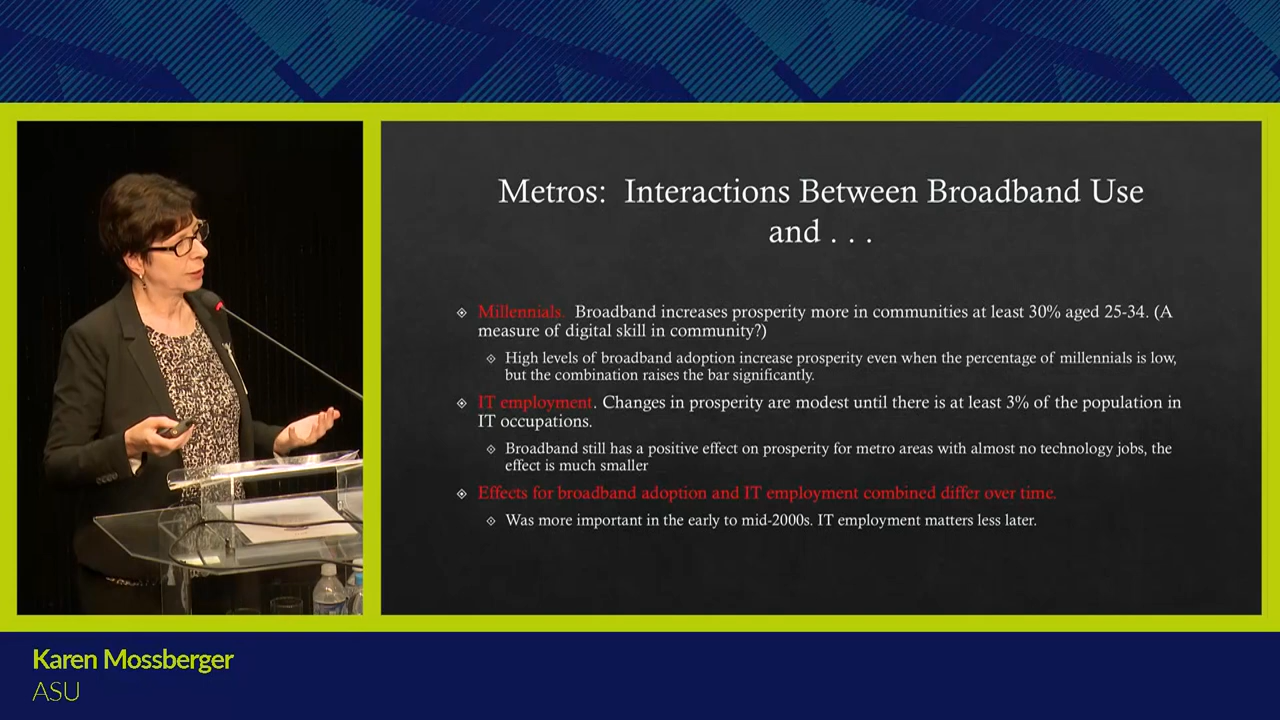 Metros: Interactions Between Broadband Use
and . . .
Millennials. Broadband increases prosperity more in communities at least 30% aged 25-34. (A
measure of digital skill in community?)
High levels of broadband adoption increase prosperity even when the percentage of millennials is low,
but the combination raises the bar significantly.
IT employment. Changes in prosperity are modest until there is at least 3% of the population in
IT occupations.
Broadband still has a positive effect on prosperity for metro areas with almost no technology jobs, the
effect is much smaller
Effects for broadband adoption and IT employment combined differ over time.
Was more important in the early to mid-2000s. IT employment matters less later.
Karen Mossberger
ASU